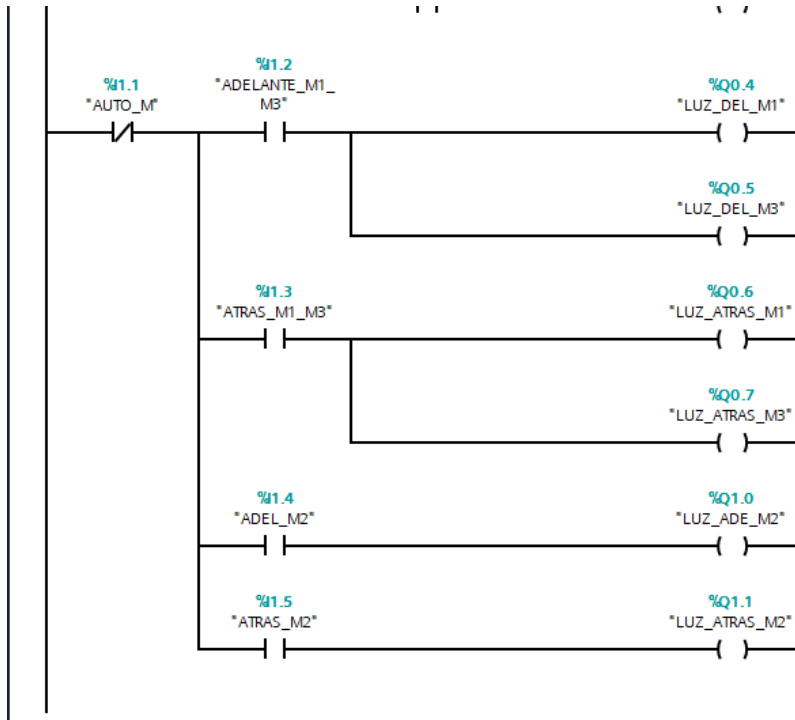 %I1.1
"AUTO_M"
%I1.2
"ADELANTE_M1_
M3"
%Q0.4
"LUZ_DEL_M1"
%Q0.5
"LUZ_DEL_M3"
%I1.3
"ATRAS_M1_M3"
%Q0.6
"LUZ_ATRAS_M1"
%Q0.7
"LUZ_ATRAS_M3"
%I1.4
"ADEL_M2"
%Q1.0
"LUZ_ADE_M2"
%I1.5
"ATRAS_M2"
%Q1.1
"LUZ_ATRAS_M2"